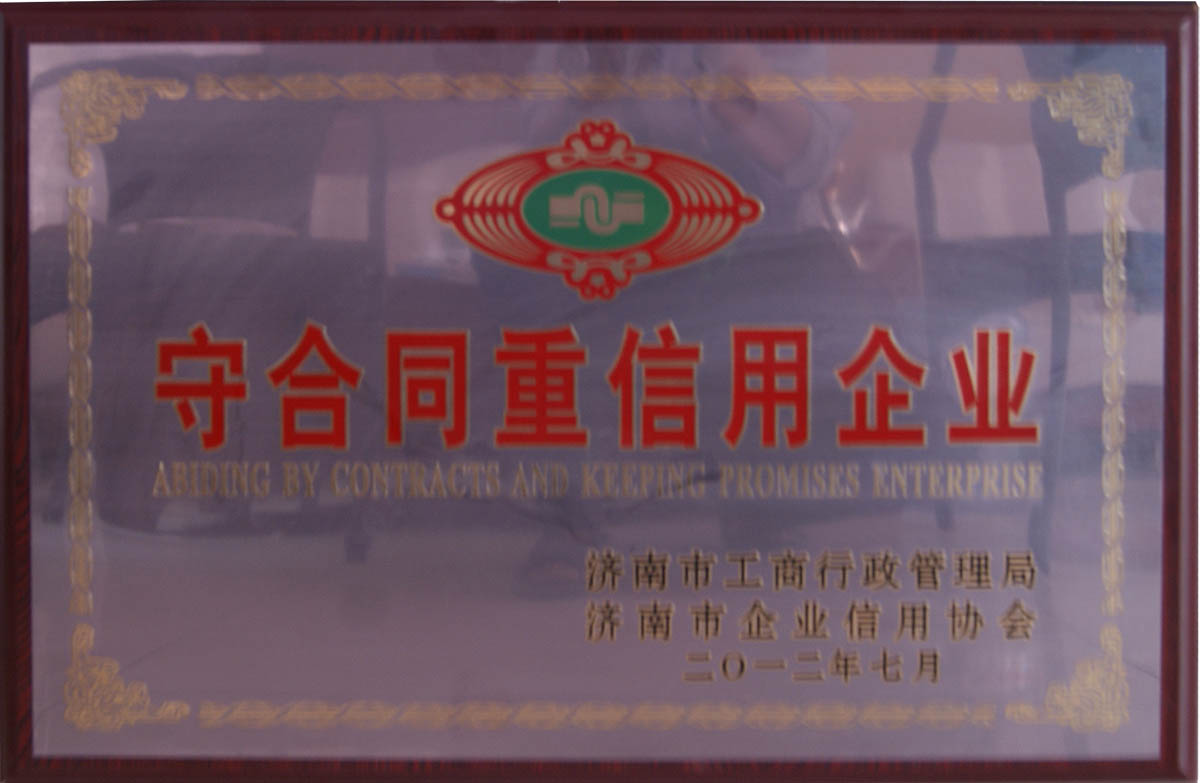 守合同重信用企业
ABIDING BY CONTRACTS AND KEEPING PROMISES ENTERPRISE
济南市工商行政管理局
济南市企业信用协会
二〇一二年七月